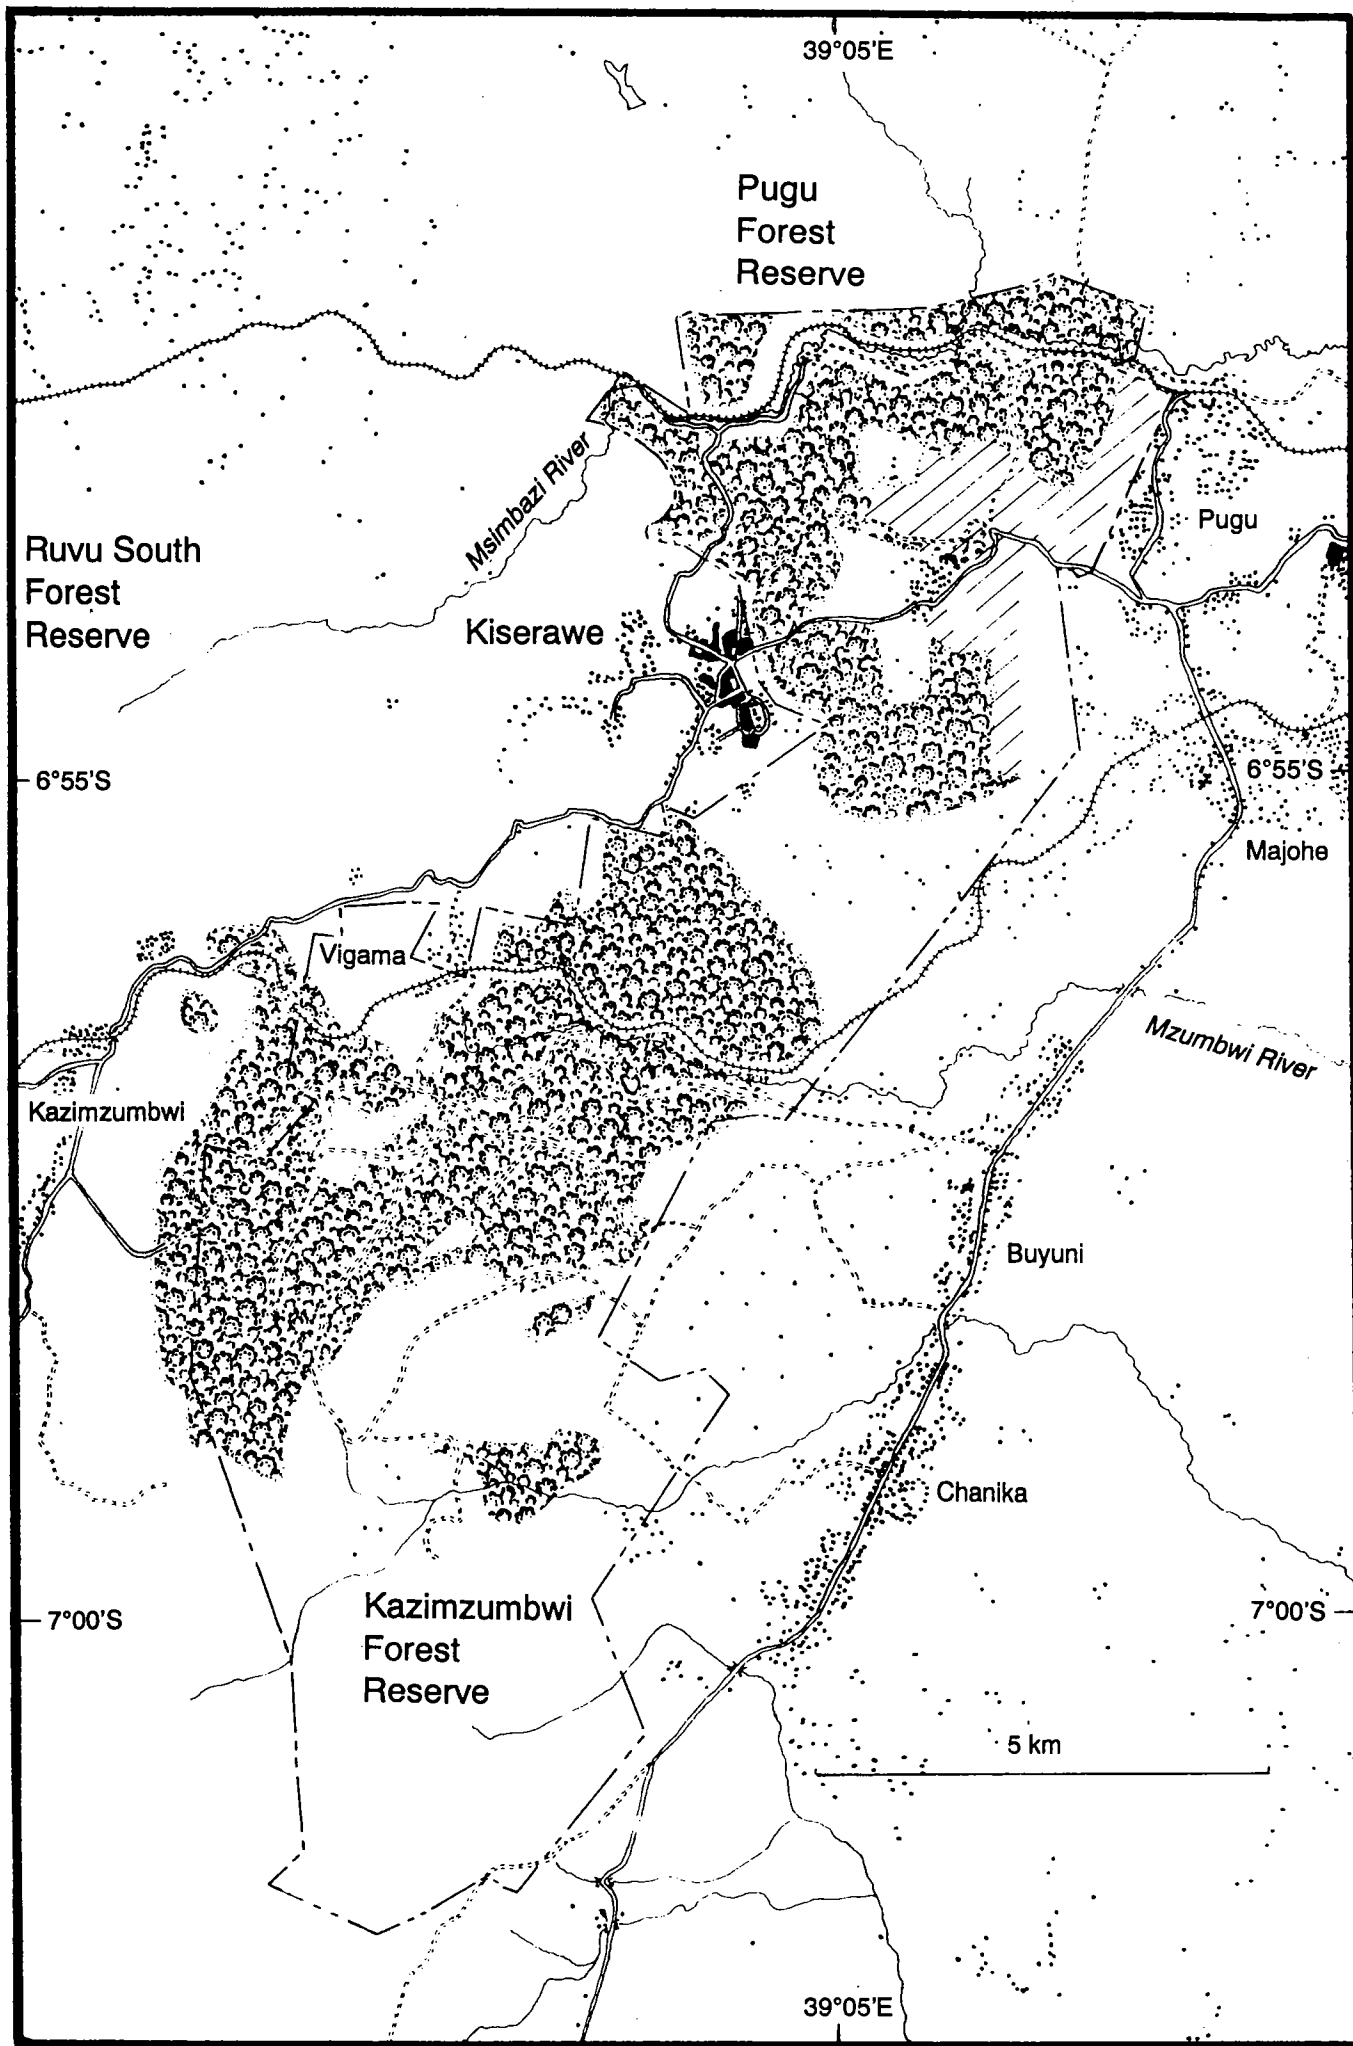 39°05'E
Pugu
Forest
Reserve
Msimbazi River
Pugu
Ruvu South
Forest
Reserve
Kiserawe
6°55'S
6°55'S
Majohe
Vigama
Mzumbwi River
Kazimzumbwi
Buyuni
Chanika
Kazimzumbwi
Forest
Reserve
7°00'S
7°00'S
5 km
39°05'E